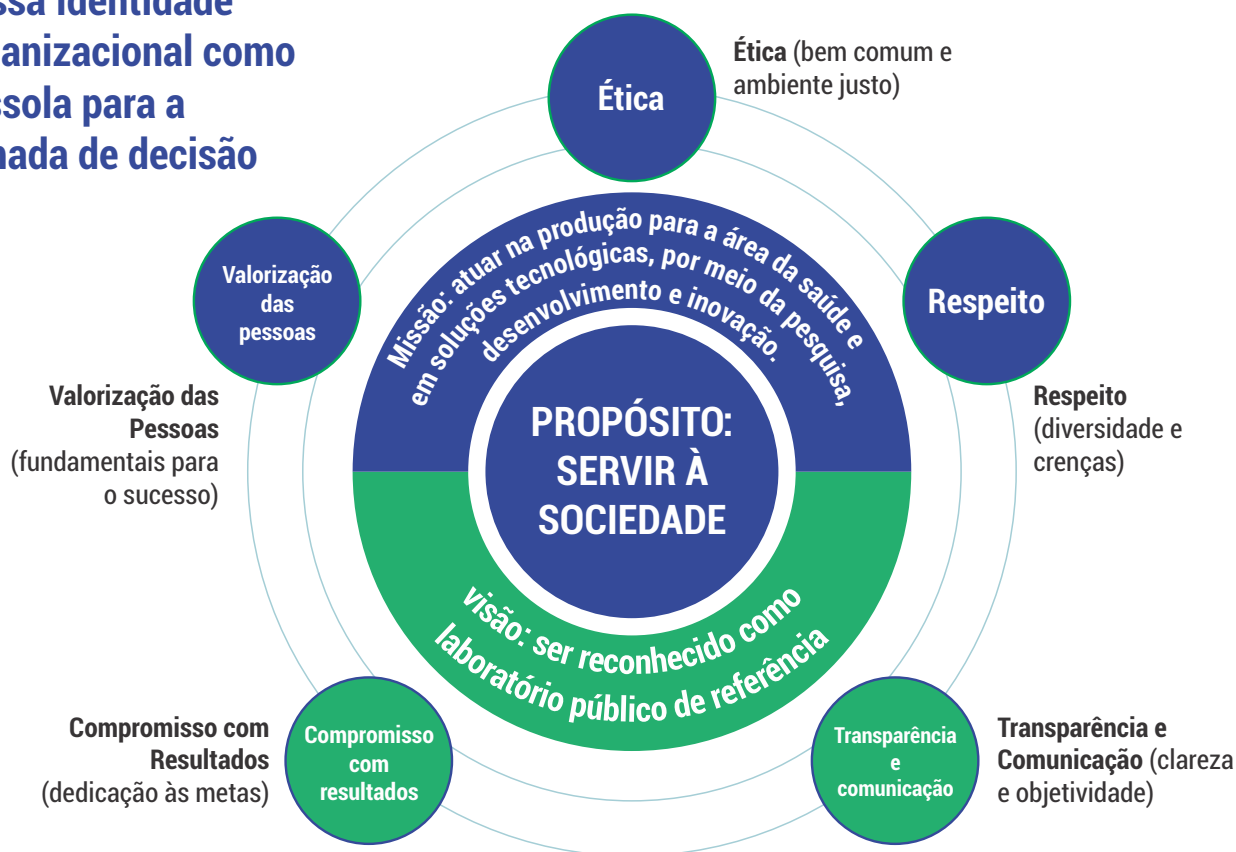 ssa identidade
anizacional como
ssola para a
nada de decisão
Ética
Ética (bem comum e
ambiente justo)
Valorização
das
pessoas
Valorização das
Pessoas
(fundamentais para
o sucesso)
Respeito
Respeito
(diversidade e
crenças)
Missão: atuar na produção para a área da saúde e
em soluções tecnológicas, por meio da pesquisa,
desenvolvimento e inovação.
PROPÓSITO:
SERVIR À
SOCIEDADE
visão: ser reconhecido como
laboratório público de referência
Compromisso com
Resultados
(dedicação às metas)
Compromisso
com
resultados
Transparência
e
comunicação
Transparência e
Comunicação (clareza
e objetividade)